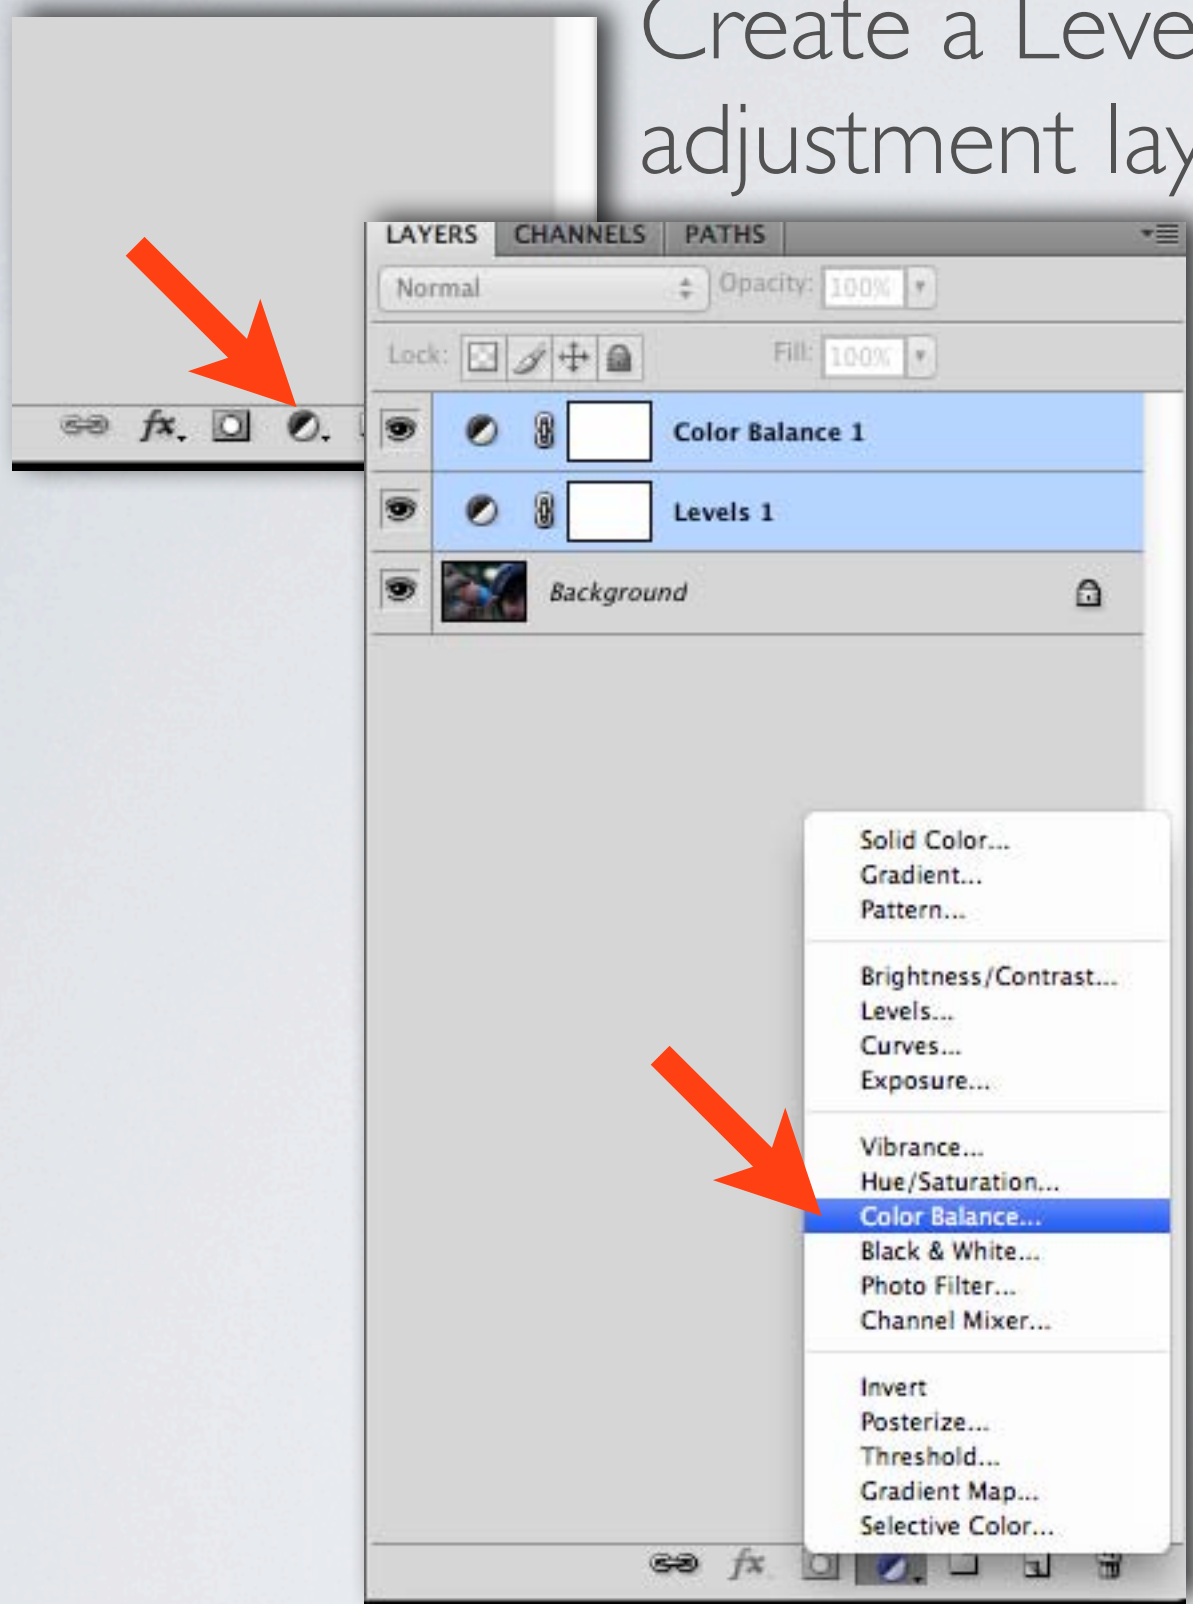 Create a Leve
adjustment lay
LAYERS CHANNELS PATHS
Normal Opacity: 100%
Lock: Fill: 100%
fx
Color Balance 1
Levels 1
Background
Solid Color...
Gradient...
Pattern...
Brightness/Contrast...
Levels...
Curves...
Exposure...
Vibrance...
Hue/Saturation...
Color Balance...
Black & White...
Photo Filter...
Channel Mixer...
Invert
Posterize...
Threshold...
Gradient Map...
Selective Color...
fx